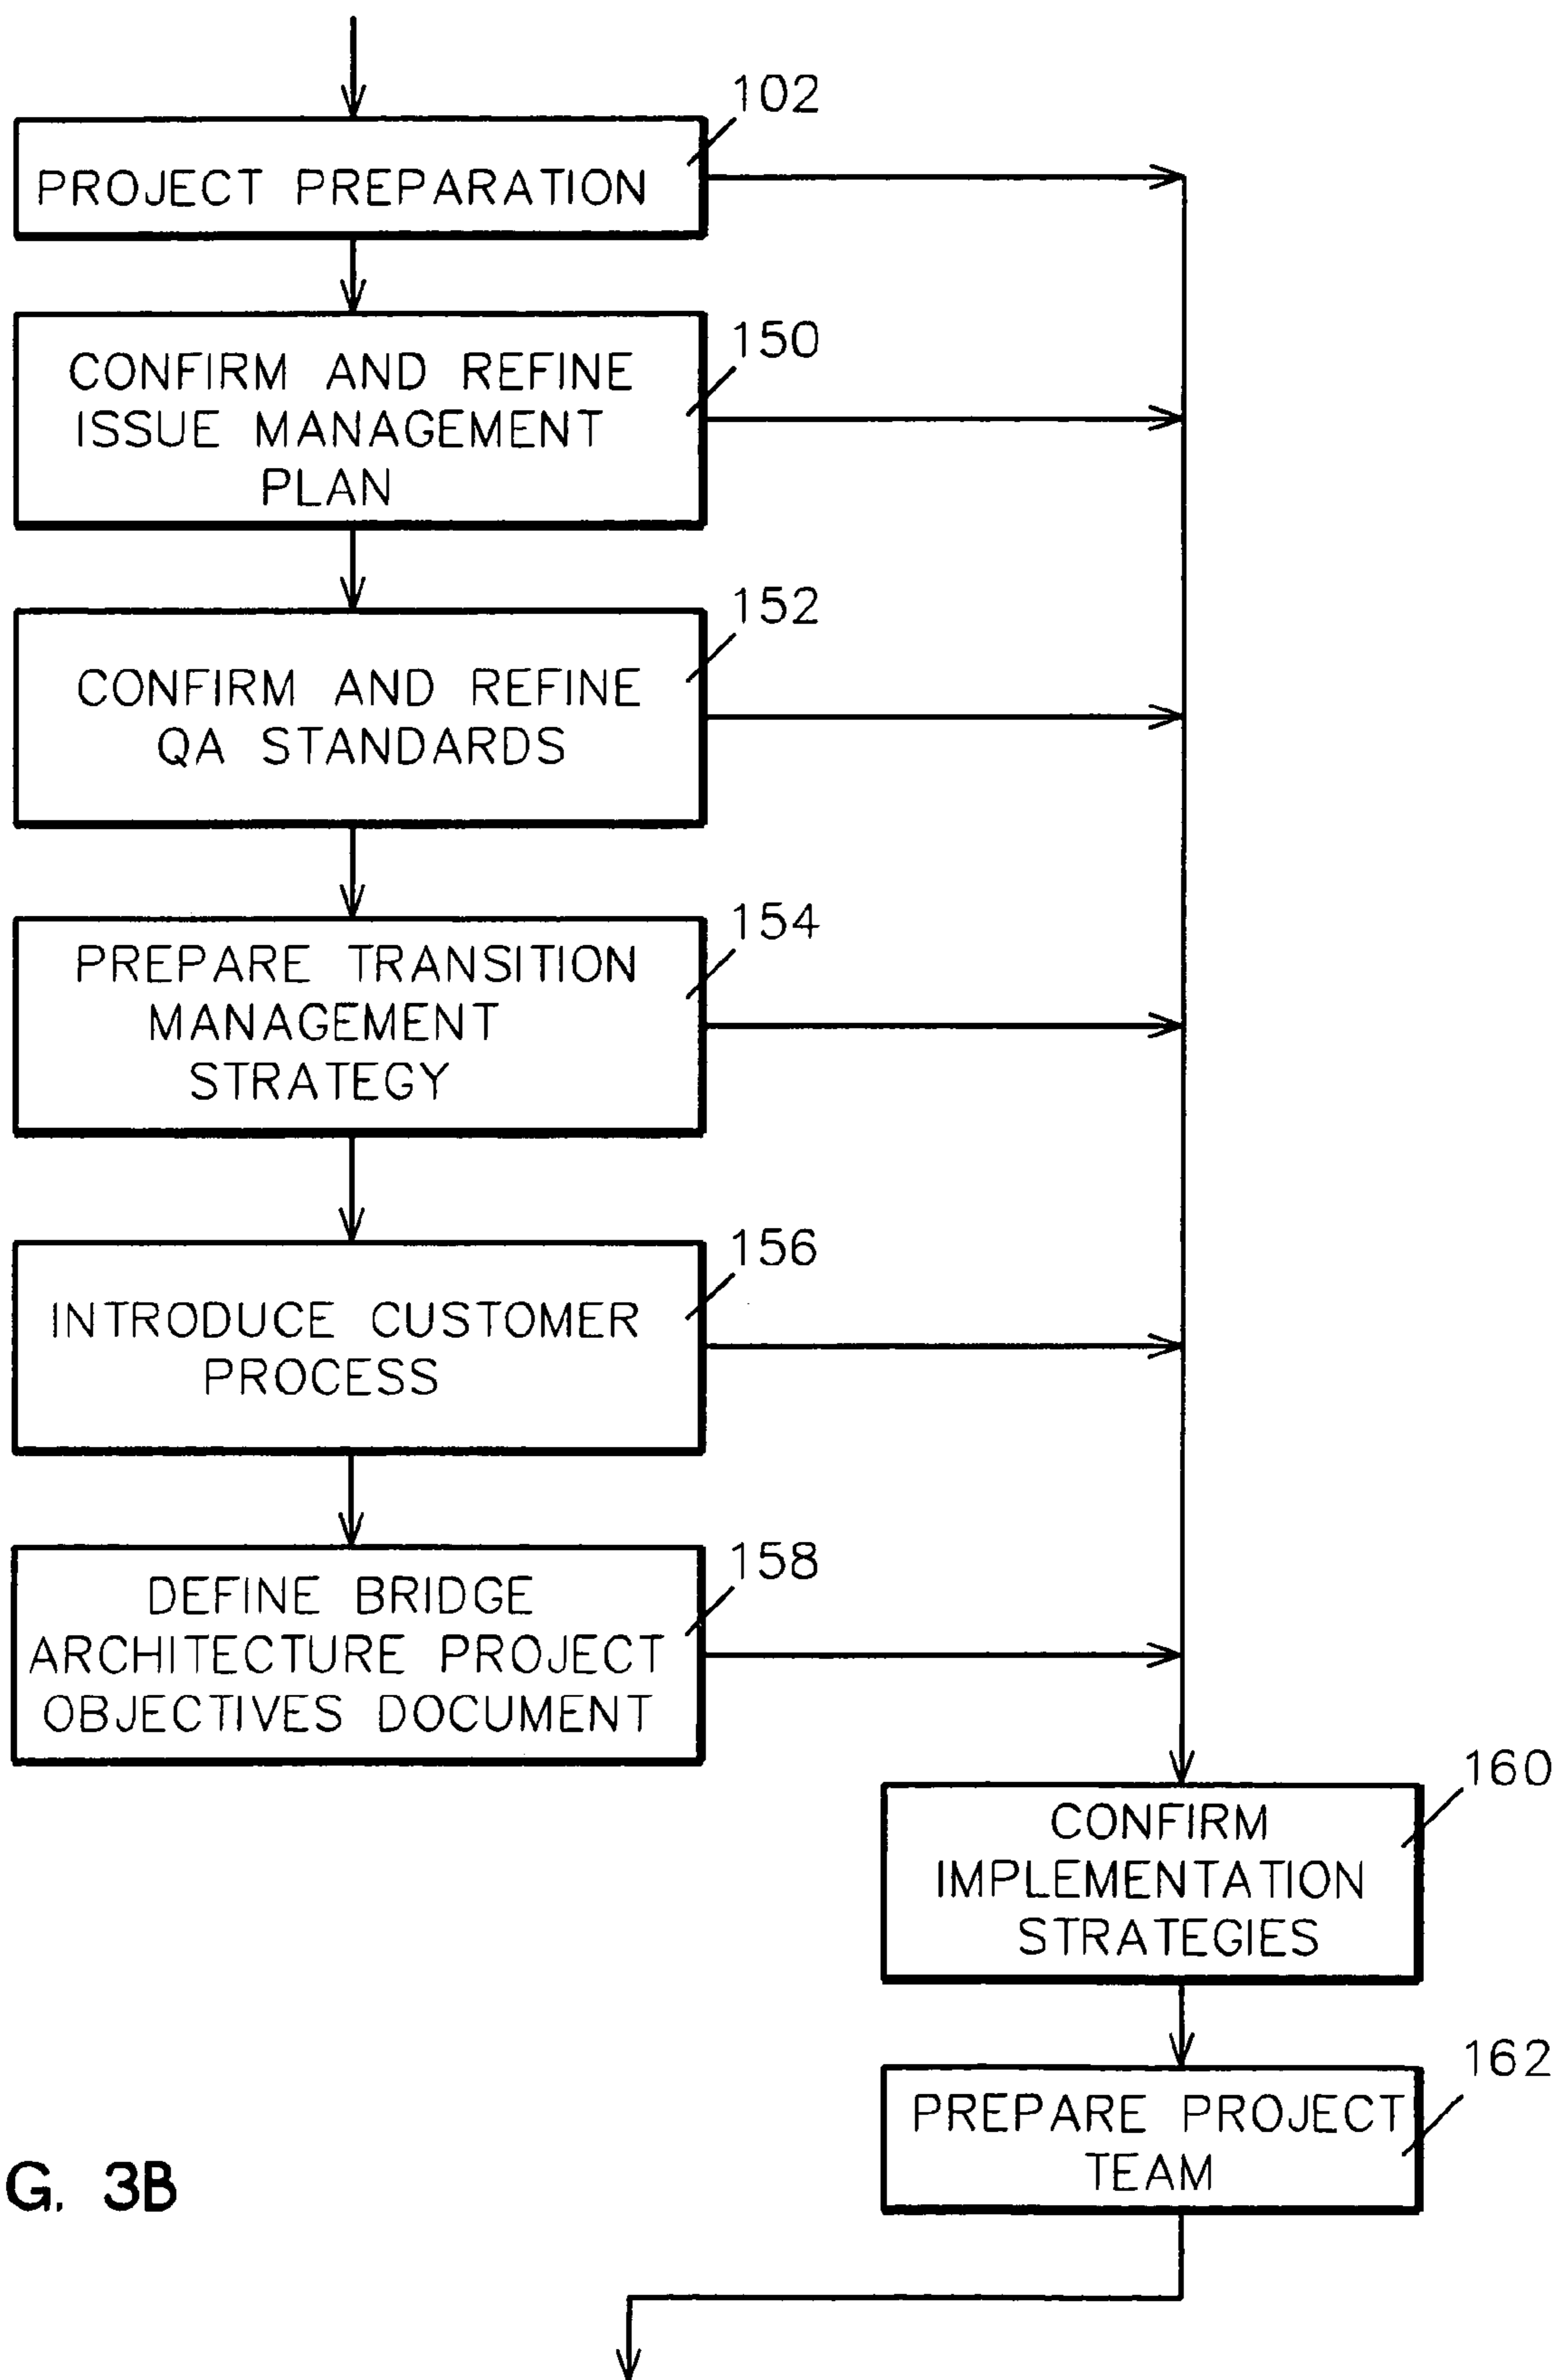 102
PROJECT PREPARATION
150
CONFIRM AND REFINE
ISSUE MANAGEMENT
PLAN
152
CONFIRM AND REFINE
QA STANDARDS
154
PREPARE TRANSITION
MANAGEMENT
STRATEGY
156
INTRODUCE CUSTOMER
PROCESS
158
DEFINE BRIDGE
ARCHITECTURE PROJECT
OBJECTIVES DOCUMENT
160
CONFIRM
IMPLEMENTATION
STRATEGIES
162
PREPARE PROJECT
TEAM
G. 3B